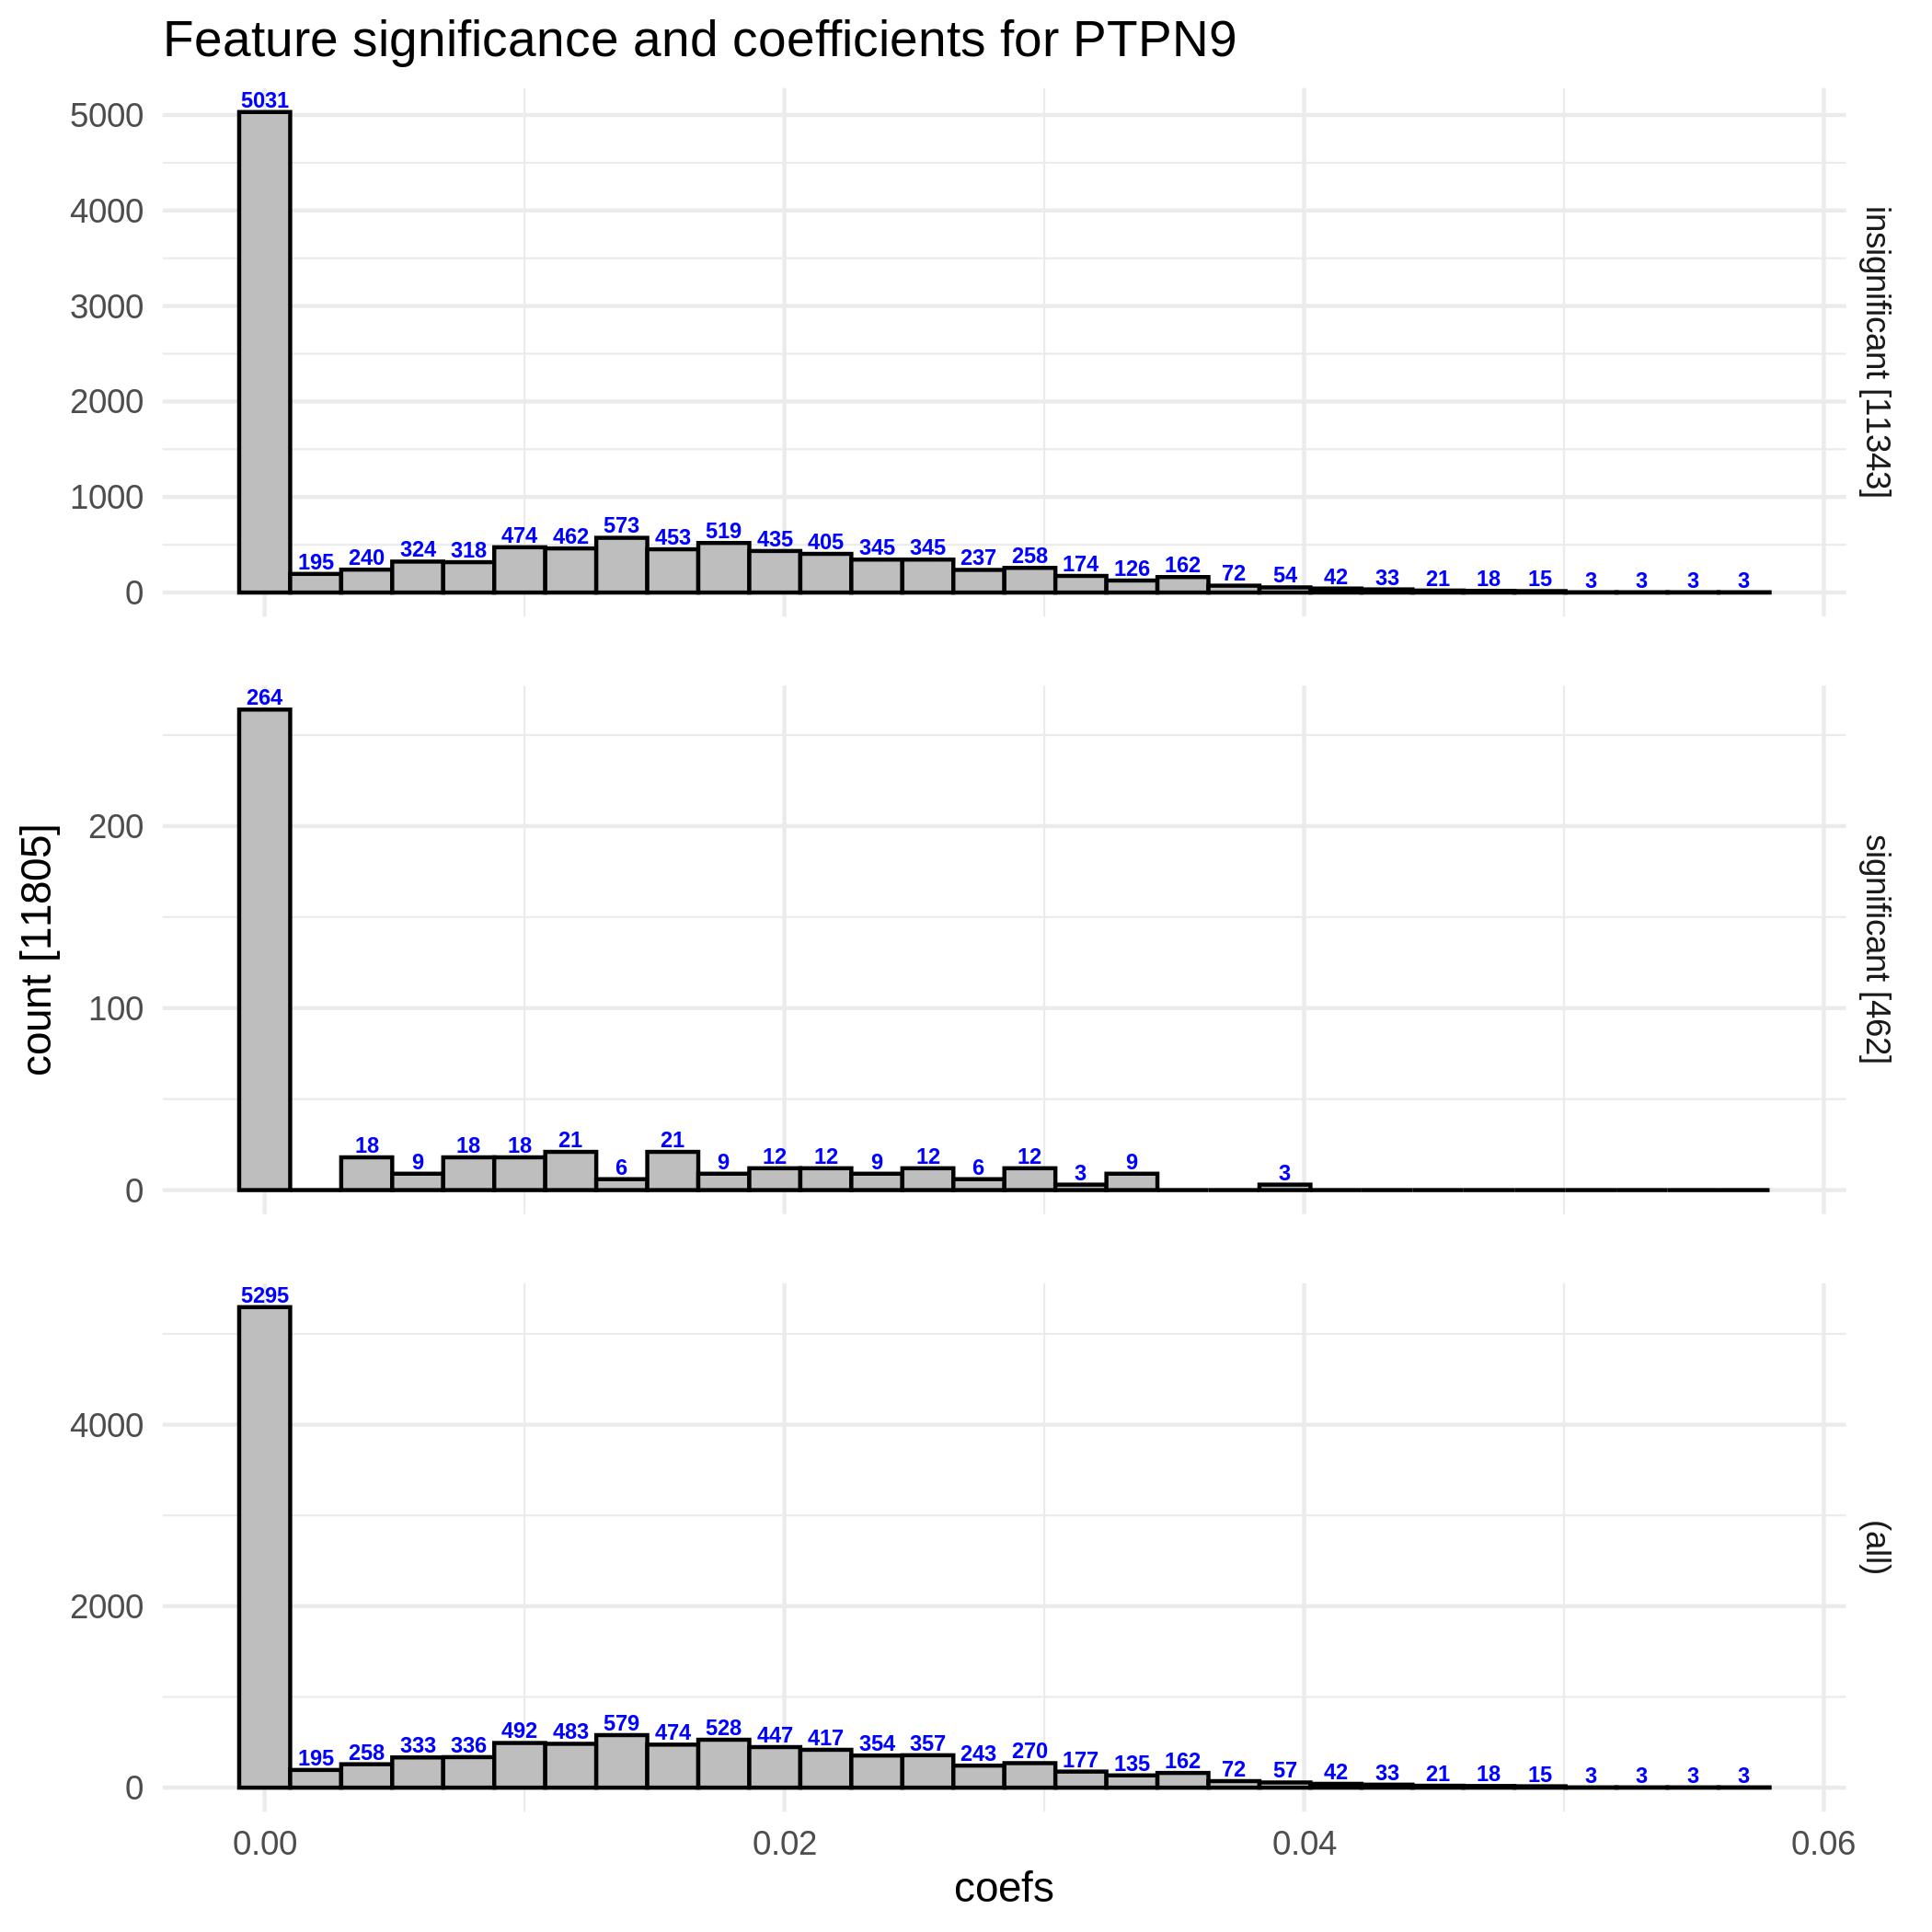 Feature significance and coefficients for PTPN9
5031
5000
4000
3000
2000
1000
0
195 240 324 318 474 462 573 453 519 435 405 345 345 237 258 174 126 162 72 54 42 33 21 18 15 3 3 3 3
insignificant [11343]
count [11805]
264
200
100
0
18 9 18 18 21 6 21 9 12 12 9 12 6 12 3 9 3
significant [462]
5295
4000
2000
0
195 258 333 336 492 483 579 474 528 447 417 354 357 243 270 177 135 162 72 57 42 33 21 18 15 3 3 3 3
(all)
0.00 0.02 0.04 0.06
coefs